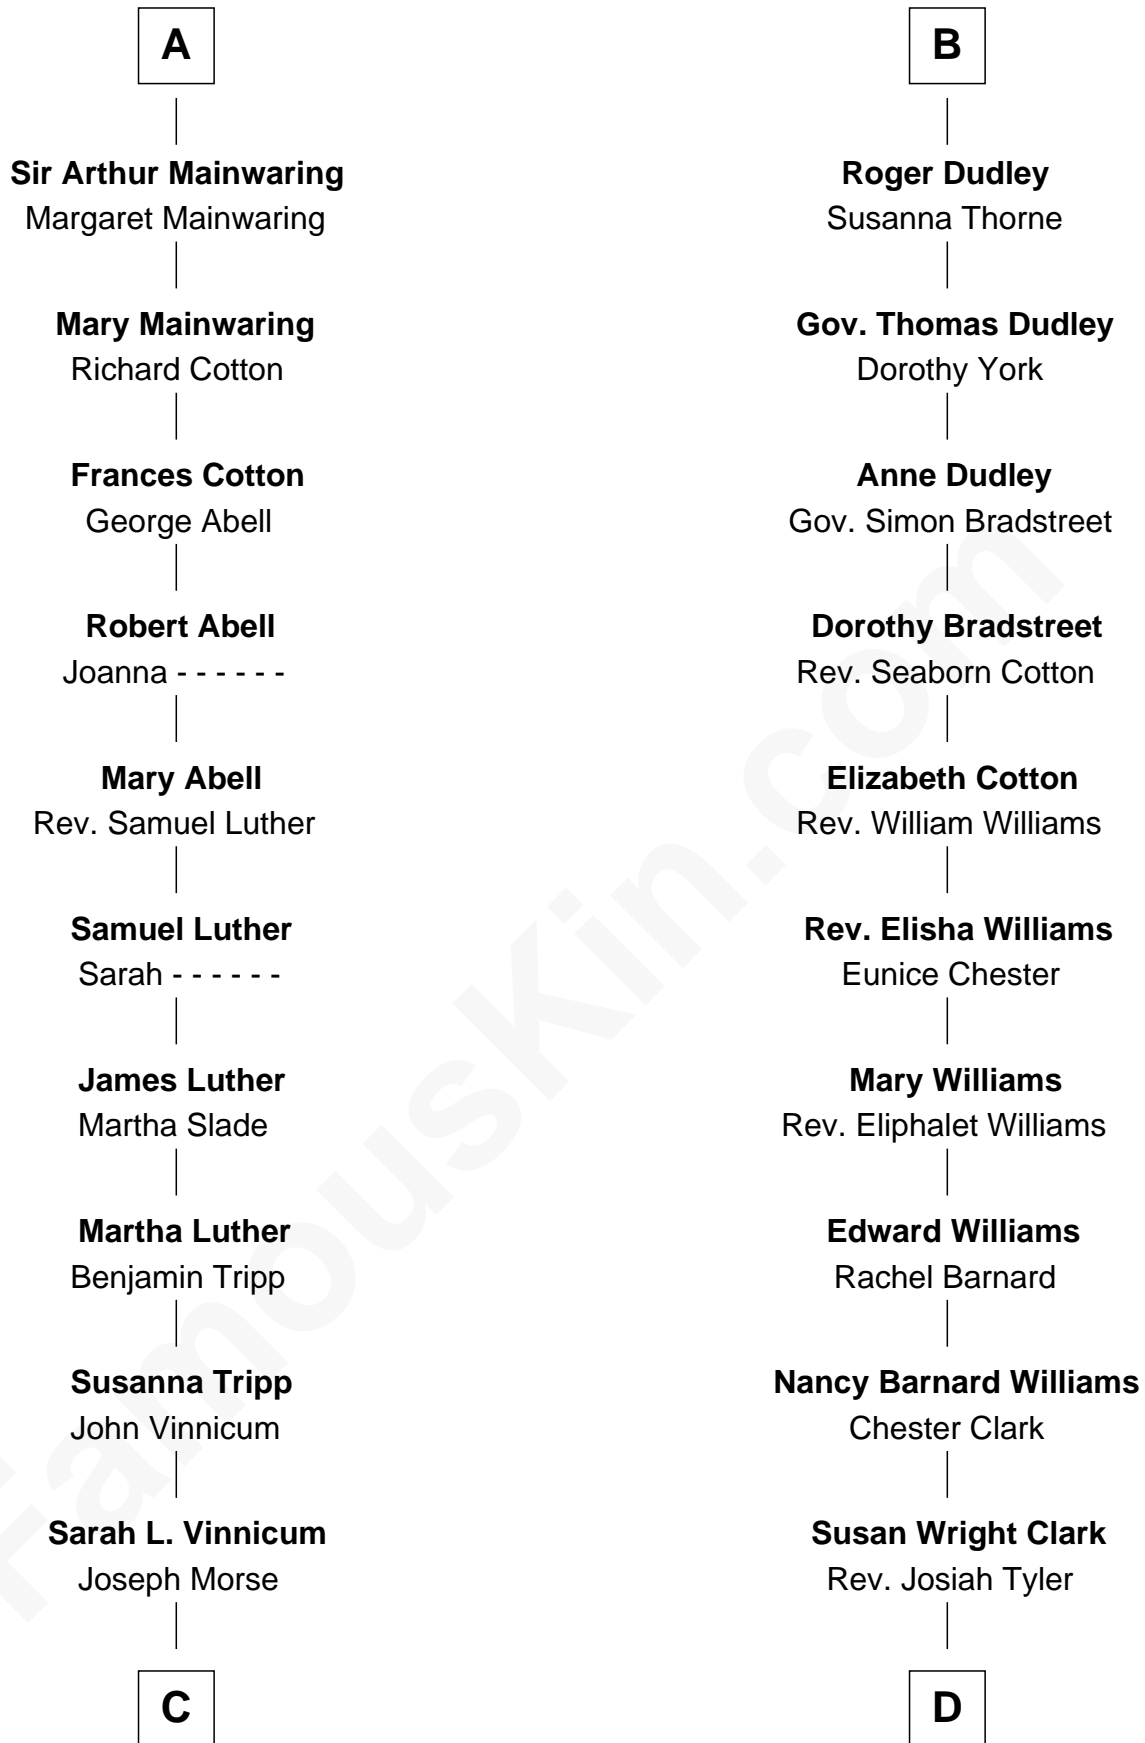 A
Sir Arthur Mainwaring
Margaret Mainwaring
Mary Mainwaring
Richard Cotton
Frances Cotton
George Abell
Robert Abell
Joanna - - - - - -
Mary Abell
Rev. Samuel Luther
Samuel Luther
Sarah - - - - - -
James Luther
Martha Slade
Martha Luther
Benjamin Tripp
Susanna Tripp
John Vinnicum
Sarah L. Vinnicum
Joseph Morse
C
B
Roger Dudley
Susanna Thorne
Gov. Thomas Dudley
Dorothy York
Anne Dudley
Gov. Simon Bradstreet
Dorothy Bradstreet
Rev. Seaborn Cotton
Elizabeth Cotton
Rev. William Williams
Rev. Elisha Williams
Eunice Chester
Mary Williams
Rev. Eliphalet Williams
Edward Williams
Rachel Barnard
Nancy Barnard Williams
Chester Clark
Susan Wright Clark
Rev. Josiah Tyler
D
FamousKin.com